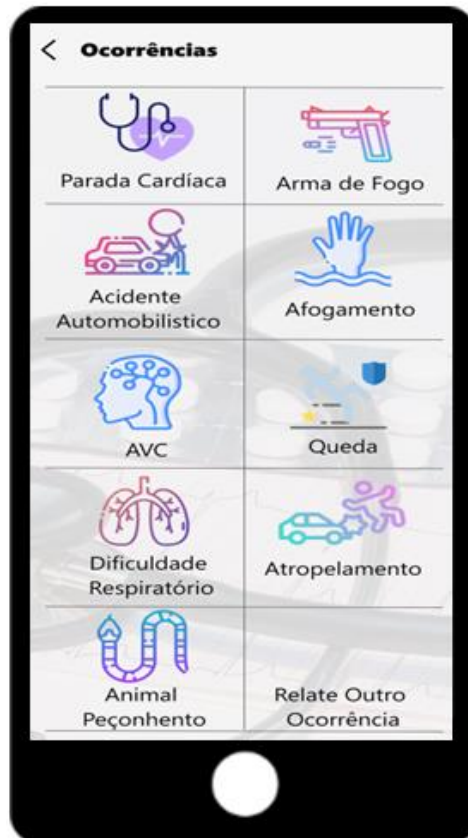 Ocorrências
Parada Cardíaca
Arma de Fogo
Acidente
Automobilistico
Afogamento
AVC
Queda
Dificuldade
Respiratório
Atropelamento
Animal
Peçonhento
Relate Outro
Ocorrência